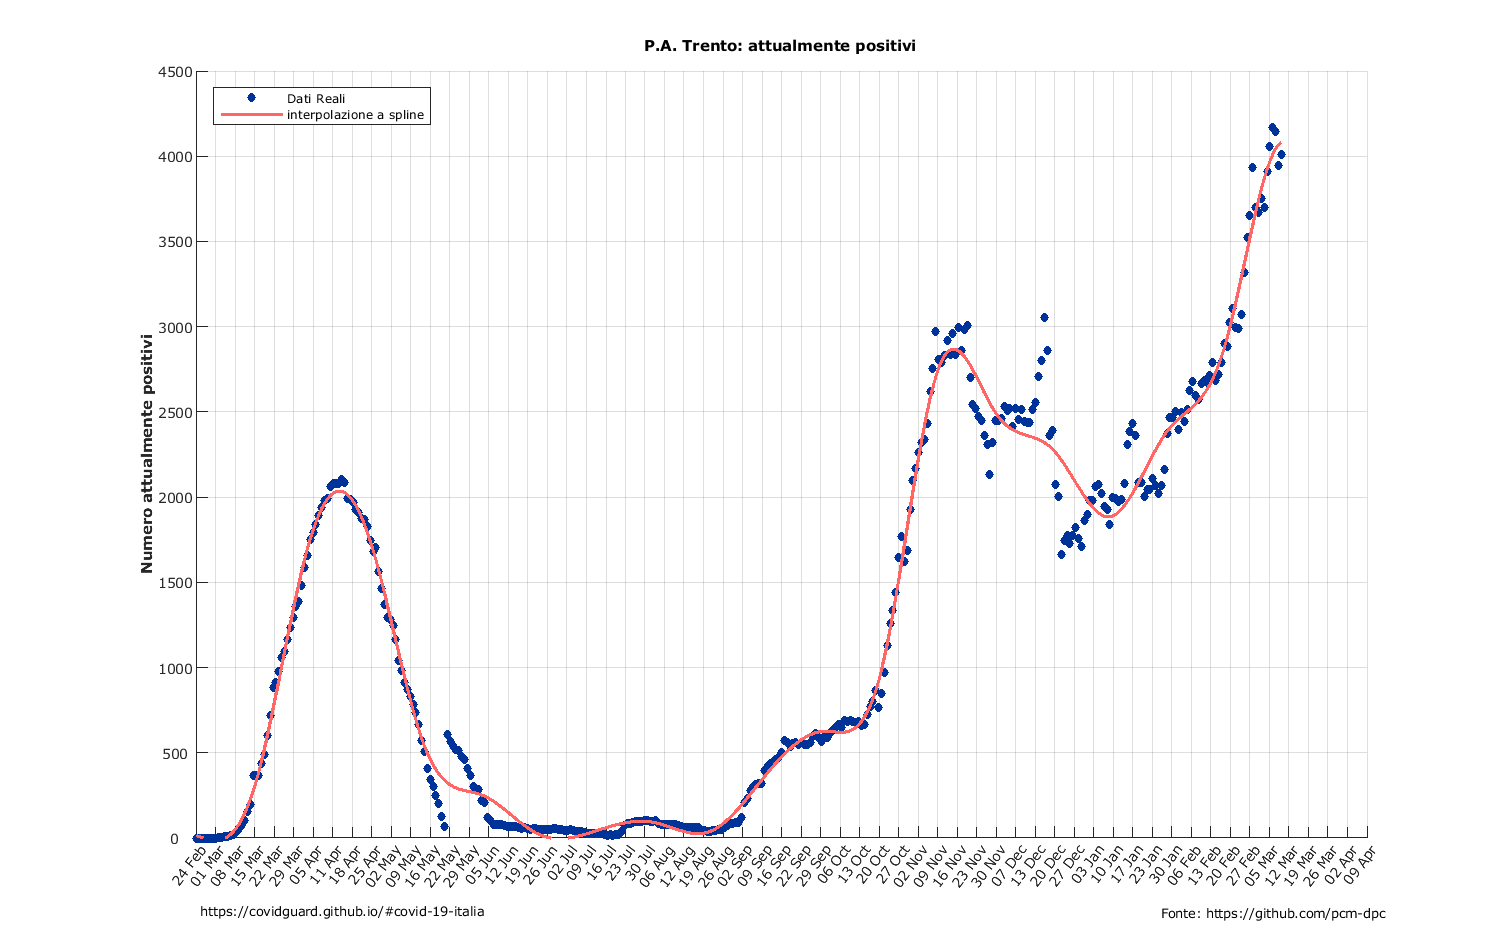 P.A. Trento: attualmente positivi
Dati Reali
interpolazione a spline
Numero attualmente positivi
4500
4000
3500
3000
2500
2000
1500
1000
500
0
24 Feb
01 Mar
08 Mar
15 Mar
22 Mar
29 Mar
05 Apr
11 Apr
18 Apr
25 Apr
02 May
09 May
16 May
22 May
29 May
05 Jun
12 Jun
19 Jun
26 Jun
02 Jul
09 Jul
16 Jul
23 Jul
30 Aug
06 Aug
12 Aug
19 Aug
26 Aug
02 Sep
09 Sep
16 Sep
22 Sep
29 Sep
06 Oct
13 Oct
20 Oct
27 Nov
02 Nov
09 Nov
16 Nov
23 Nov
30 Dec
07 Dec
13 Dec
20 Dec
27 Jan
03 Jan
10 Jan
17 Jan
23 Jan
30 Feb
06 Feb
13 Feb
20 Feb
27 Feb
05 Mar
12 Mar
19 Mar
26 Mar
02 Apr
09 Apr
https://covidguard.github.io/#covid-19-italia
Fonte: https://github.com/pcm-dpc